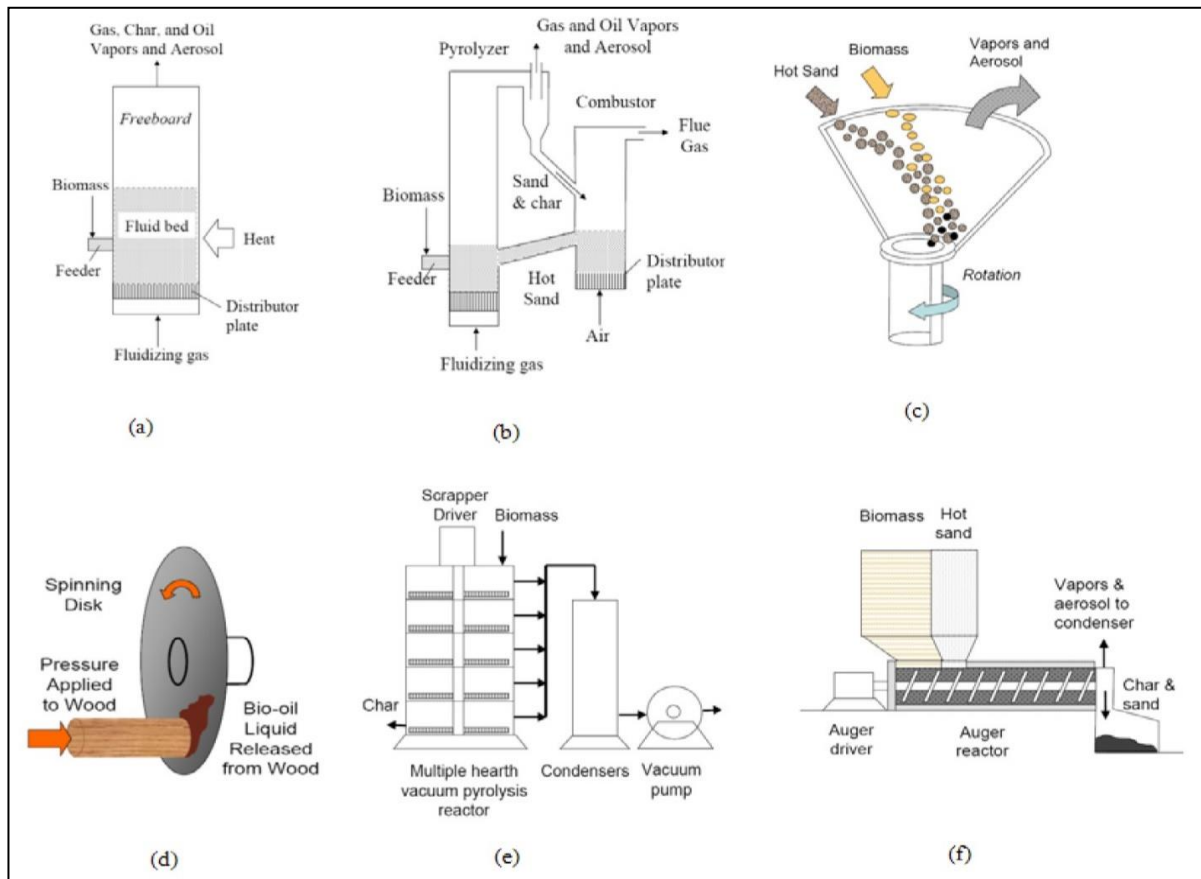 Gas, Char, and Oil
Vapors and Aerosol
Freeboard
Biomass
Fluid bed
Heat
Feeder
Distributor
plate
Fluidizing gas
(a)
Gas and Oil Vapors
and Aerosol
Pyrolyzer
Combustor
Flue
Gas
Sand
& char
Biomass
Feeder
Hot
Sand
Distributor
plate
Air
Fluidizing gas
(b)
Biomass
Hot Sand
Vapors and
Aerosol
Rotation
(c)
Spinning
Disk
Pressure
Applied
to Wood
Bio-oil
Liquid
Released
from Wood
(d)
Scrapper
Driver
Biomass
Char
Multiple hearth
vacuum pyrolysis
reactor
Condensers
Vacuum
pump
(e)
Biomass
Hot
sand
Vapors &
aerosol to
condenser
Char &
sand
Auger
driver
Auger
reactor
(f)